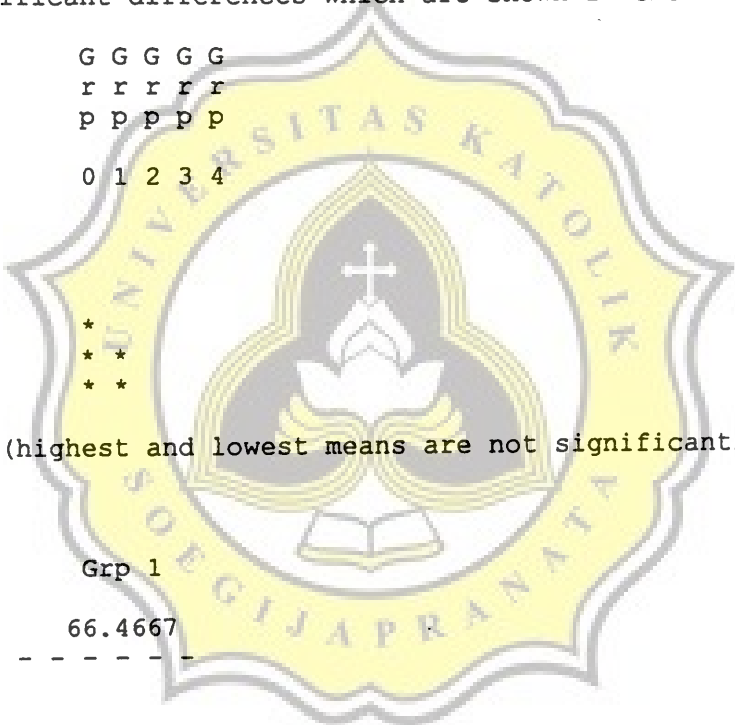 ificant differences which are shown
G G G G G
r r r r r
p p p p p
0 1 2 3 4
*
* *
* *
(highest and lowest means are not significant
Grp 1
66.4667
- - - - - -
UNIVERSITAS KATOLIK
SOEGIJAPRANATA